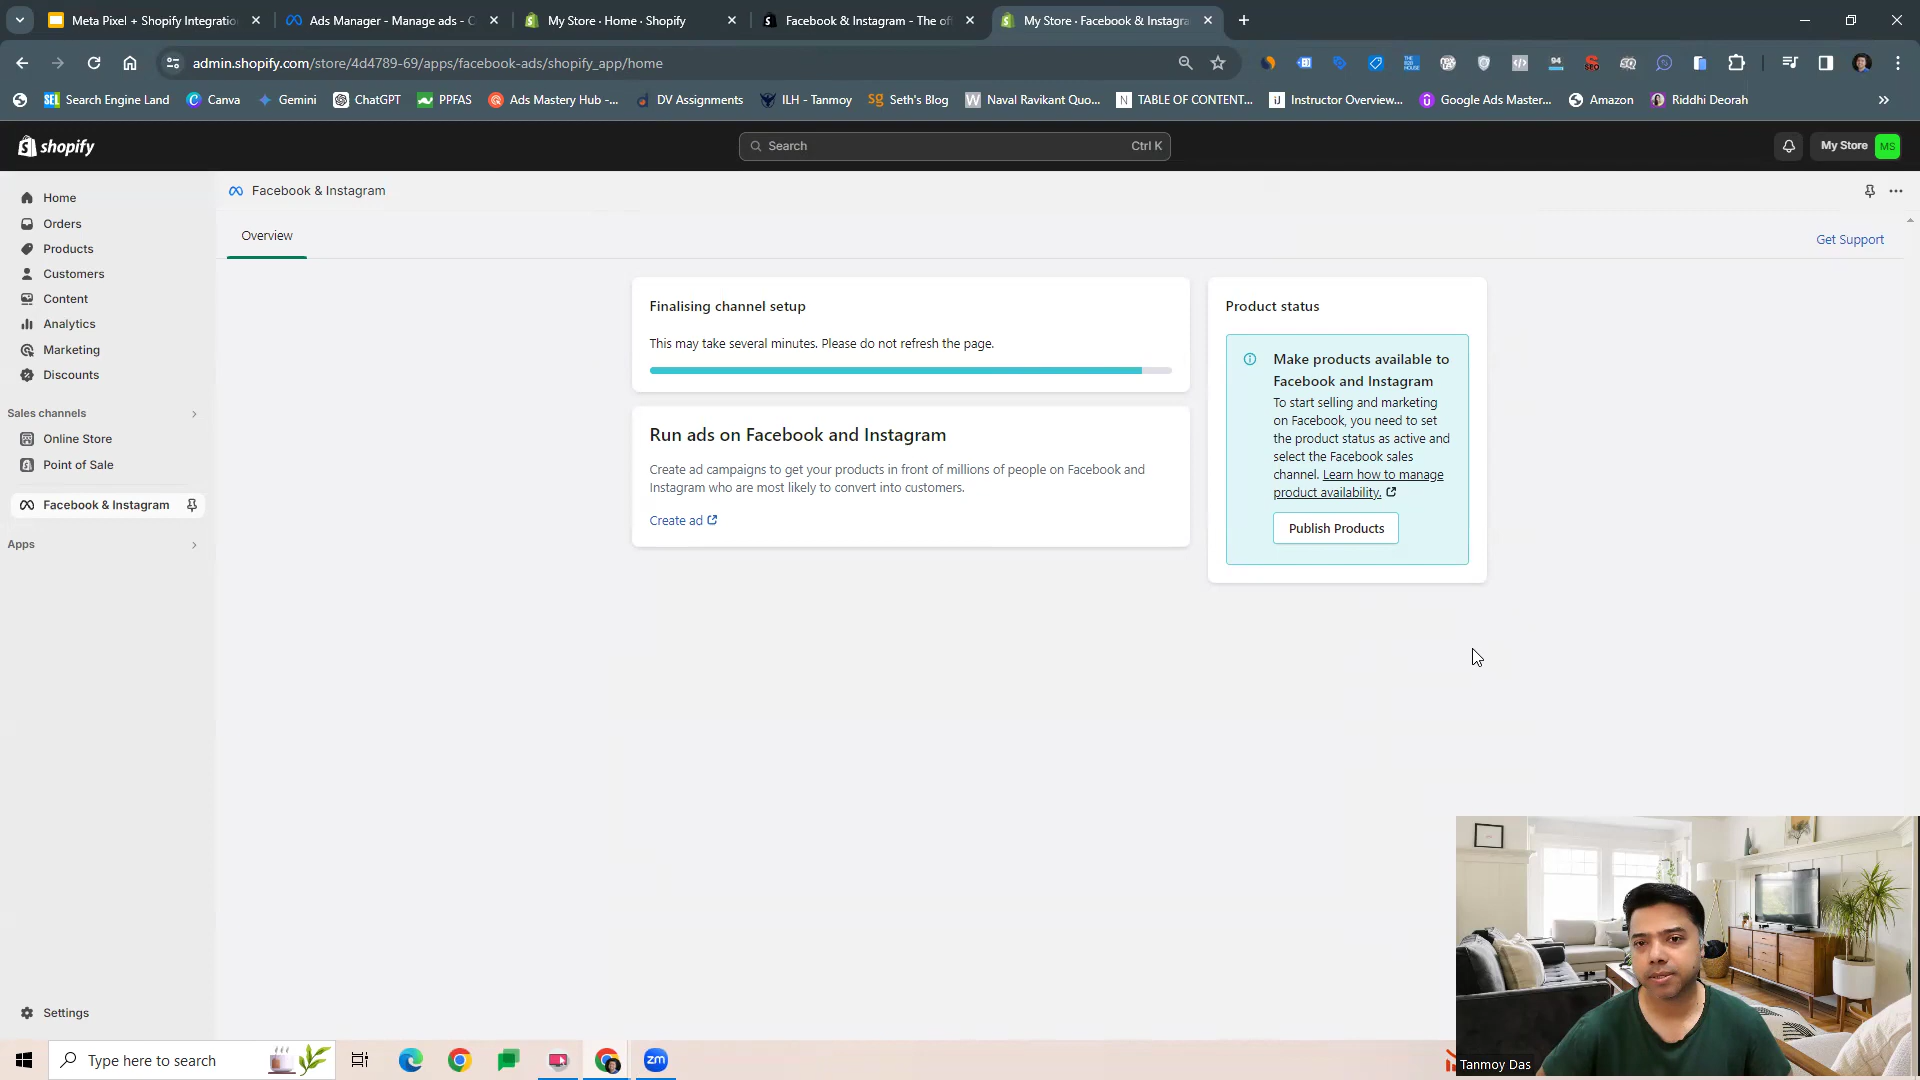 Meta Pixel + Shopify Integratio
Ads Manager - Manage ads - C
My Store · Home · Shopify
Facebook & Instagram - The of
My Store · Facebook & Instagra
admin.shopify.com/store/4d4789-69/apps/facebook-ads/shopify_app/home
SEL Search Engine Land
Canva
Gemini
ChatGPT
PPFAS
Ads Mastery Hub -...
DV Assignments
ILH - Tanmoy
Seth's Blog
Naval Ravikant Quo...
TABLE OF CONTENT...
Instructor Overview...
Google Ads Master...
Amazon
Riddhi Deorah
shopify
Search
Ctrl K
My Store
MS
Home
Orders
Products
Customers
Content
Analytics
Marketing
Discounts
Sales channels
Online Store
Point of Sale
Facebook & Instagram
Apps
Settings
Facebook & Instagram
Overview
Get Support
Finalising channel setup
This may take several minutes. Please do not refresh the page.
Run ads on Facebook and Instagram
Create ad campaigns to get your products in front of millions of people on Facebook and
Instagram who are most likely to convert into customers.
Create ad
Product status
Make products available to
Facebook and Instagram
To start selling and marketing
on Facebook, you need to set
the product status as active and
select the Facebook sales
channel. Learn how to manage
product availability.
Publish Products
Type here to search
zm
Tanmoy Das